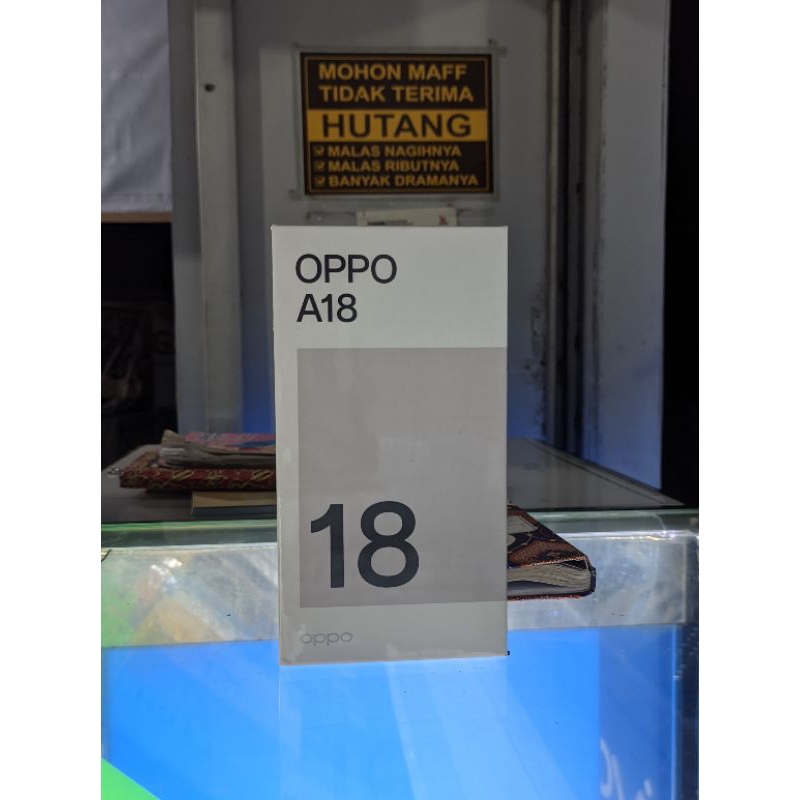 MOHON MAFF
TIDAK TERIMA
HUTANG
MALAS NAGIHNYA
MALAS RIBUTNYA
BANYAK DRAMANYA
OPPO
A18
18
oppo